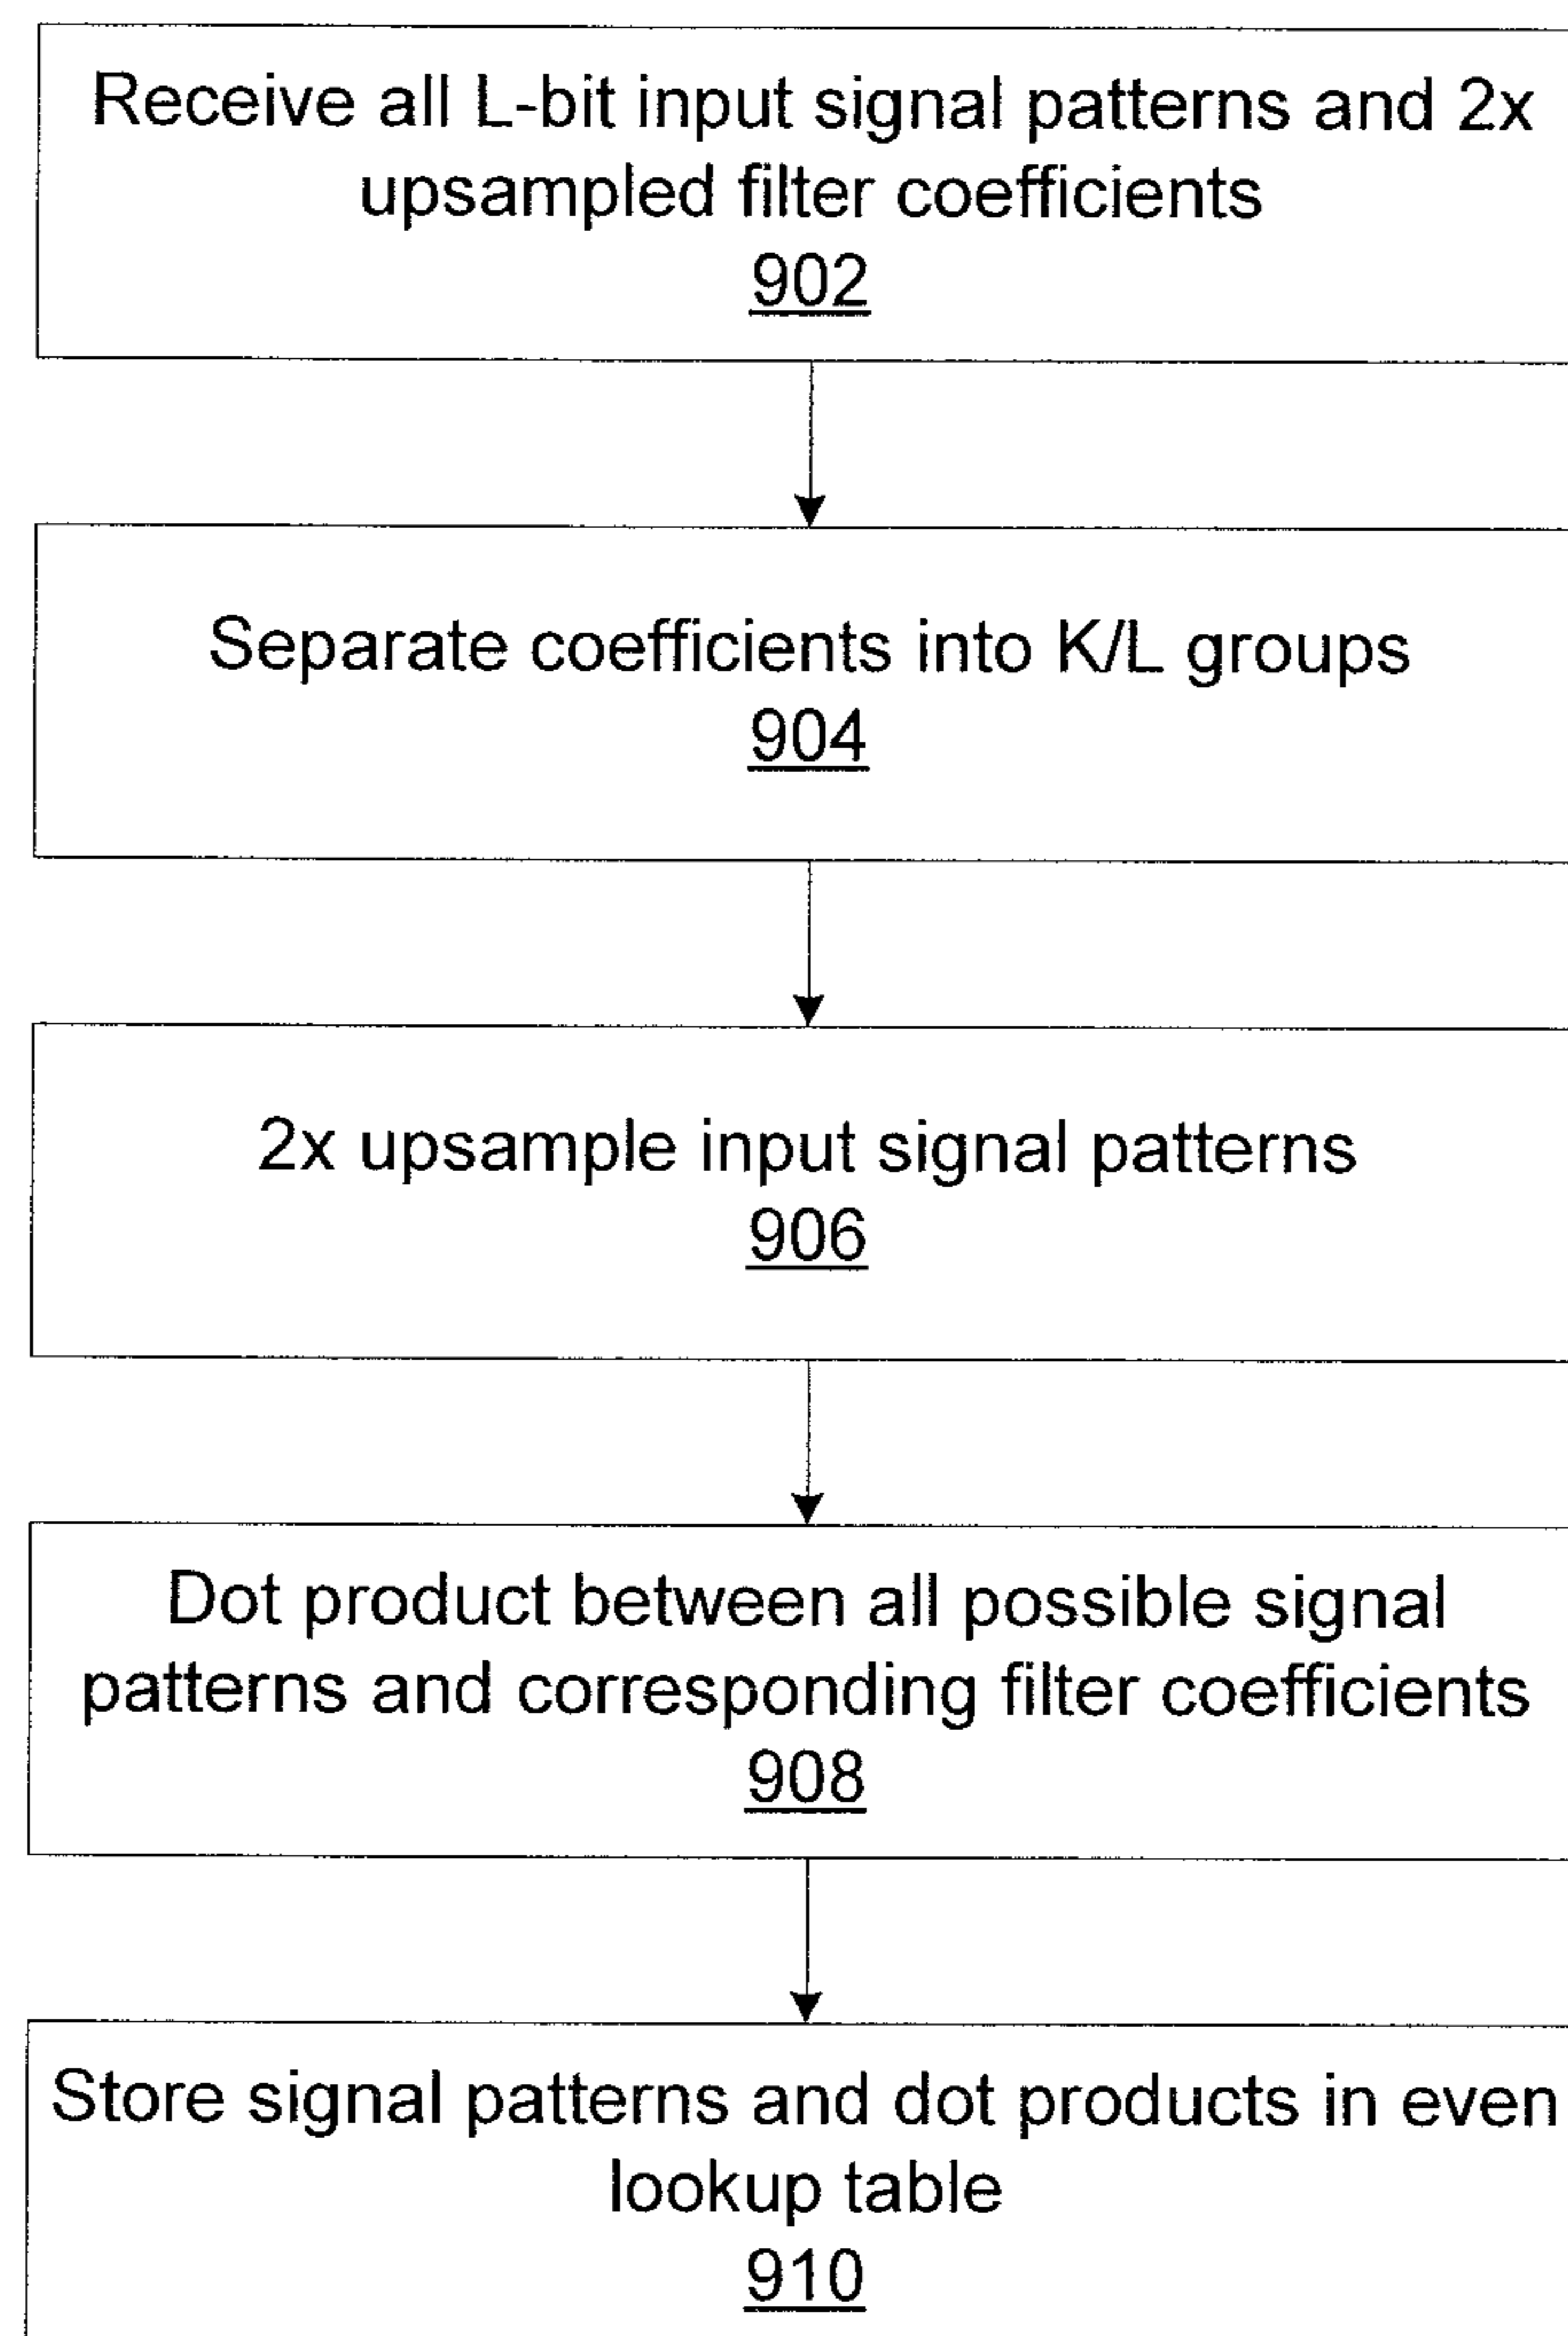 Receive all L-bit input signal patterns and 2x
upsampled filter coefficients
902
Separate coefficients into K/L groups
904
2x upsample input signal patterns
906
Dot product between all possible signal
patterns and corresponding filter coefficients
908
Store signal patterns and dot products in even
lookup table
910